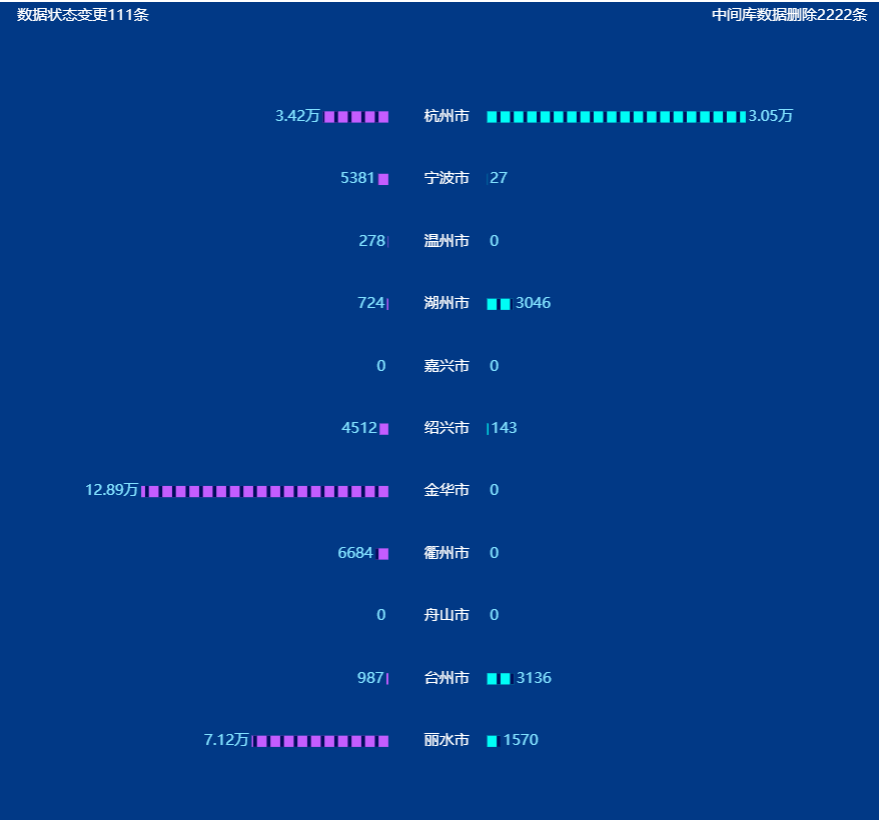 数据状态变更111条 中间库数据删除2222条
3.42万 杭州市 3.05万
5381 宁波市 27
278 温州市 0
724 湖州市 3046
0 嘉兴市 0
4512 绍兴市 143
12.89万 金华市 0
6684 衢州市 0
0 舟山市 0
987 台州市 3136
7.12万 丽水市 1570